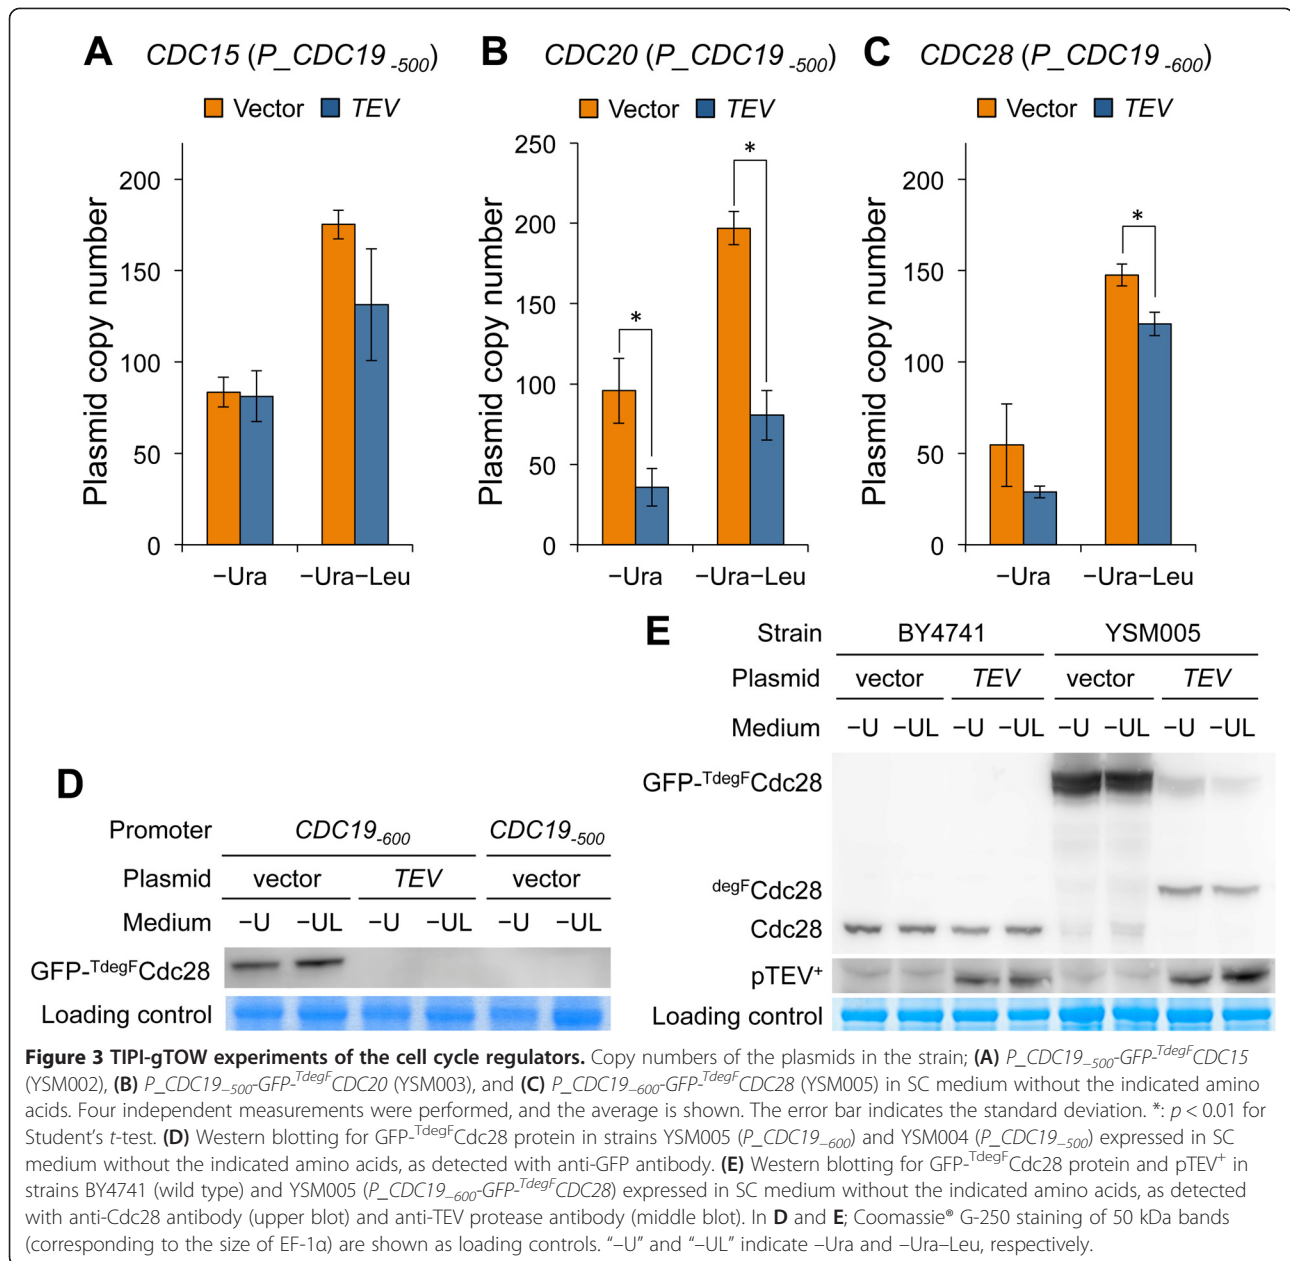 A CDC15 (P_CDC19-500)
Vector TEV
Plasmid copy number
200
150
100
50
0
−Ura −Ura−Leu
B CDC20 (P_CDC19-500)
Vector TEV
Plasmid copy number
250
200
150
100
50
0
* *
−Ura −Ura−Leu
C CDC28 (P_CDC19-600)
Vector TEV
Plasmid copy number
200
150
100
50
0
*
−Ura −Ura−Leu
D
Promoter CDC19-600 CDC19-500
Plasmid vector TEV vector
Medium −U −UL −U −UL −U −UL
GFP-TdegFCdc28
Loading control
E
Strain BY4741 YSM005
Plasmid vector TEV vector TEV
Medium −U −UL −U −UL −U −UL −U −UL
GFP-TdegFCdc28
degFCdc28
Cdc28
pTEV+
Loading control
Figure 3 TIPI-gTOW experiments of the cell cycle regulators. Copy numbers of the plasmids in the strain; (A) P_CDC19−500-GFP-TdegFCDC15
(YSM002), (B) P_CDC19−500-GFP-TdegFCDC20 (YSM003), and (C) P_CDC19−600-GFP-TdegFCDC28 (YSM005) in SC medium without the indicated amino
acids. Four independent measurements were performed, and the average is shown. The error bar indicates the standard deviation. *: p < 0.01 for
Student's t-test. (D) Western blotting for GFP-TdegFCdc28 protein in strains YSM005 (P_CDC19−600) and YSM004 (P_CDC19−500) expressed in SC
medium without the indicated amino acids, as detected with anti-GFP antibody. (E) Western blotting for GFP-TdegFCdc28 protein and pTEV+ in
strains BY4741 (wild type) and YSM005 (P_CDC19−600-GFP-TdegFCDC28) expressed in SC medium without the indicated amino acids, as detected
with anti-Cdc28 antibody (upper blot) and anti-TEV protease antibody (middle blot). In D and E; Coomassie® G-250 staining of 50 kDa bands
(corresponding to the size of EF-1α) are shown as loading controls. "–U" and "–UL" indicate –Ura and –Ura–Leu, respectively.